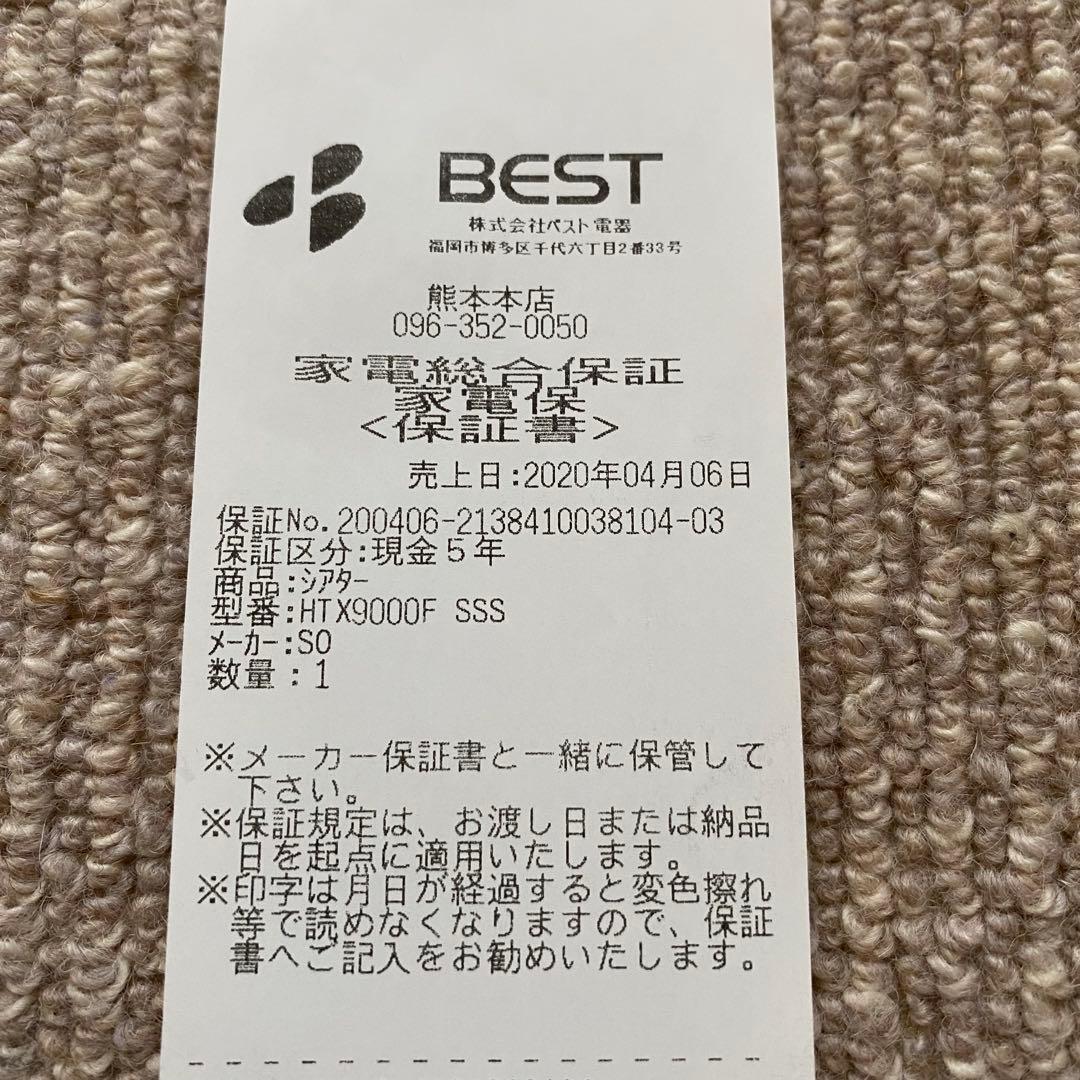 BEST
株式会社ベスト電器
福岡市博多区千代六丁目2番33号
熊本本店
096-352-0050
家電総合保証
家電保
<保証書>
売上日:2020年04月06日
保証No.200406-2138410038104-03
保証区分:現金5年
商品:ｼｱﾀｰ
型番:HTX9000F SSS
ﾒｰｶｰ:SO
数量:1
※メーカー保証書と一緒に保管して
下さい。
※保証規定は、お渡し日または納品
日を起点に適用いたします。
※印字は月日が経過すると変色擦れ
等で読めなくなりますので、保証
書へご記入をお勧めいたします。